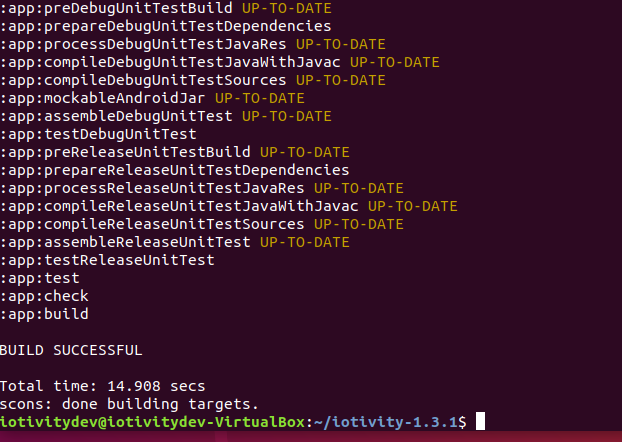 :app:preDebugUnitTestBuild UP-TO-DATE
:app:prepareDebugUnitTestDependencies
:app:processDebugUnitTestJavaRes UP-TO-DATE
:app:compileDebugUnitTestJavaWithJavac UP-TO-DATE
:app:compileDebugUnitTestSources UP-TO-DATE
:app:mockableAndroidJar UP-TO-DATE
:app:assembleDebugUnitTest UP-TO-DATE
:app:testDebugUnitTest
:app:preReleaseUnitTestBuild UP-TO-DATE
:app:prepareReleaseUnitTestDependencies
:app:processReleaseUnitTestJavaRes UP-TO-DATE
:app:compileReleaseUnitTestJavaWithJavac UP-TO-DATE
:app:compileReleaseUnitTestSources UP-TO-DATE
:app:assembleReleaseUnitTest UP-TO-DATE
:app:testReleaseUnitTest
:app:test
:app:check
:app:build
BUILD SUCCESSFUL
Total time: 14.908 secs
scons: done building targets.
iotivitydev@iotivitydev-VirtualBox:~/iotivity-1.3.1$